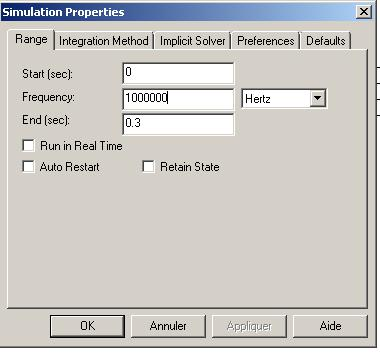 Simulation Properties
Range Integration Method Implicit Solver Preferences Defaults
Start (sec): 0
Frequency: 1000000 Hertz
End (sec): 0.3
Run in Real Time
Auto Restart Retain State
OK Annuler Appliquer Aide